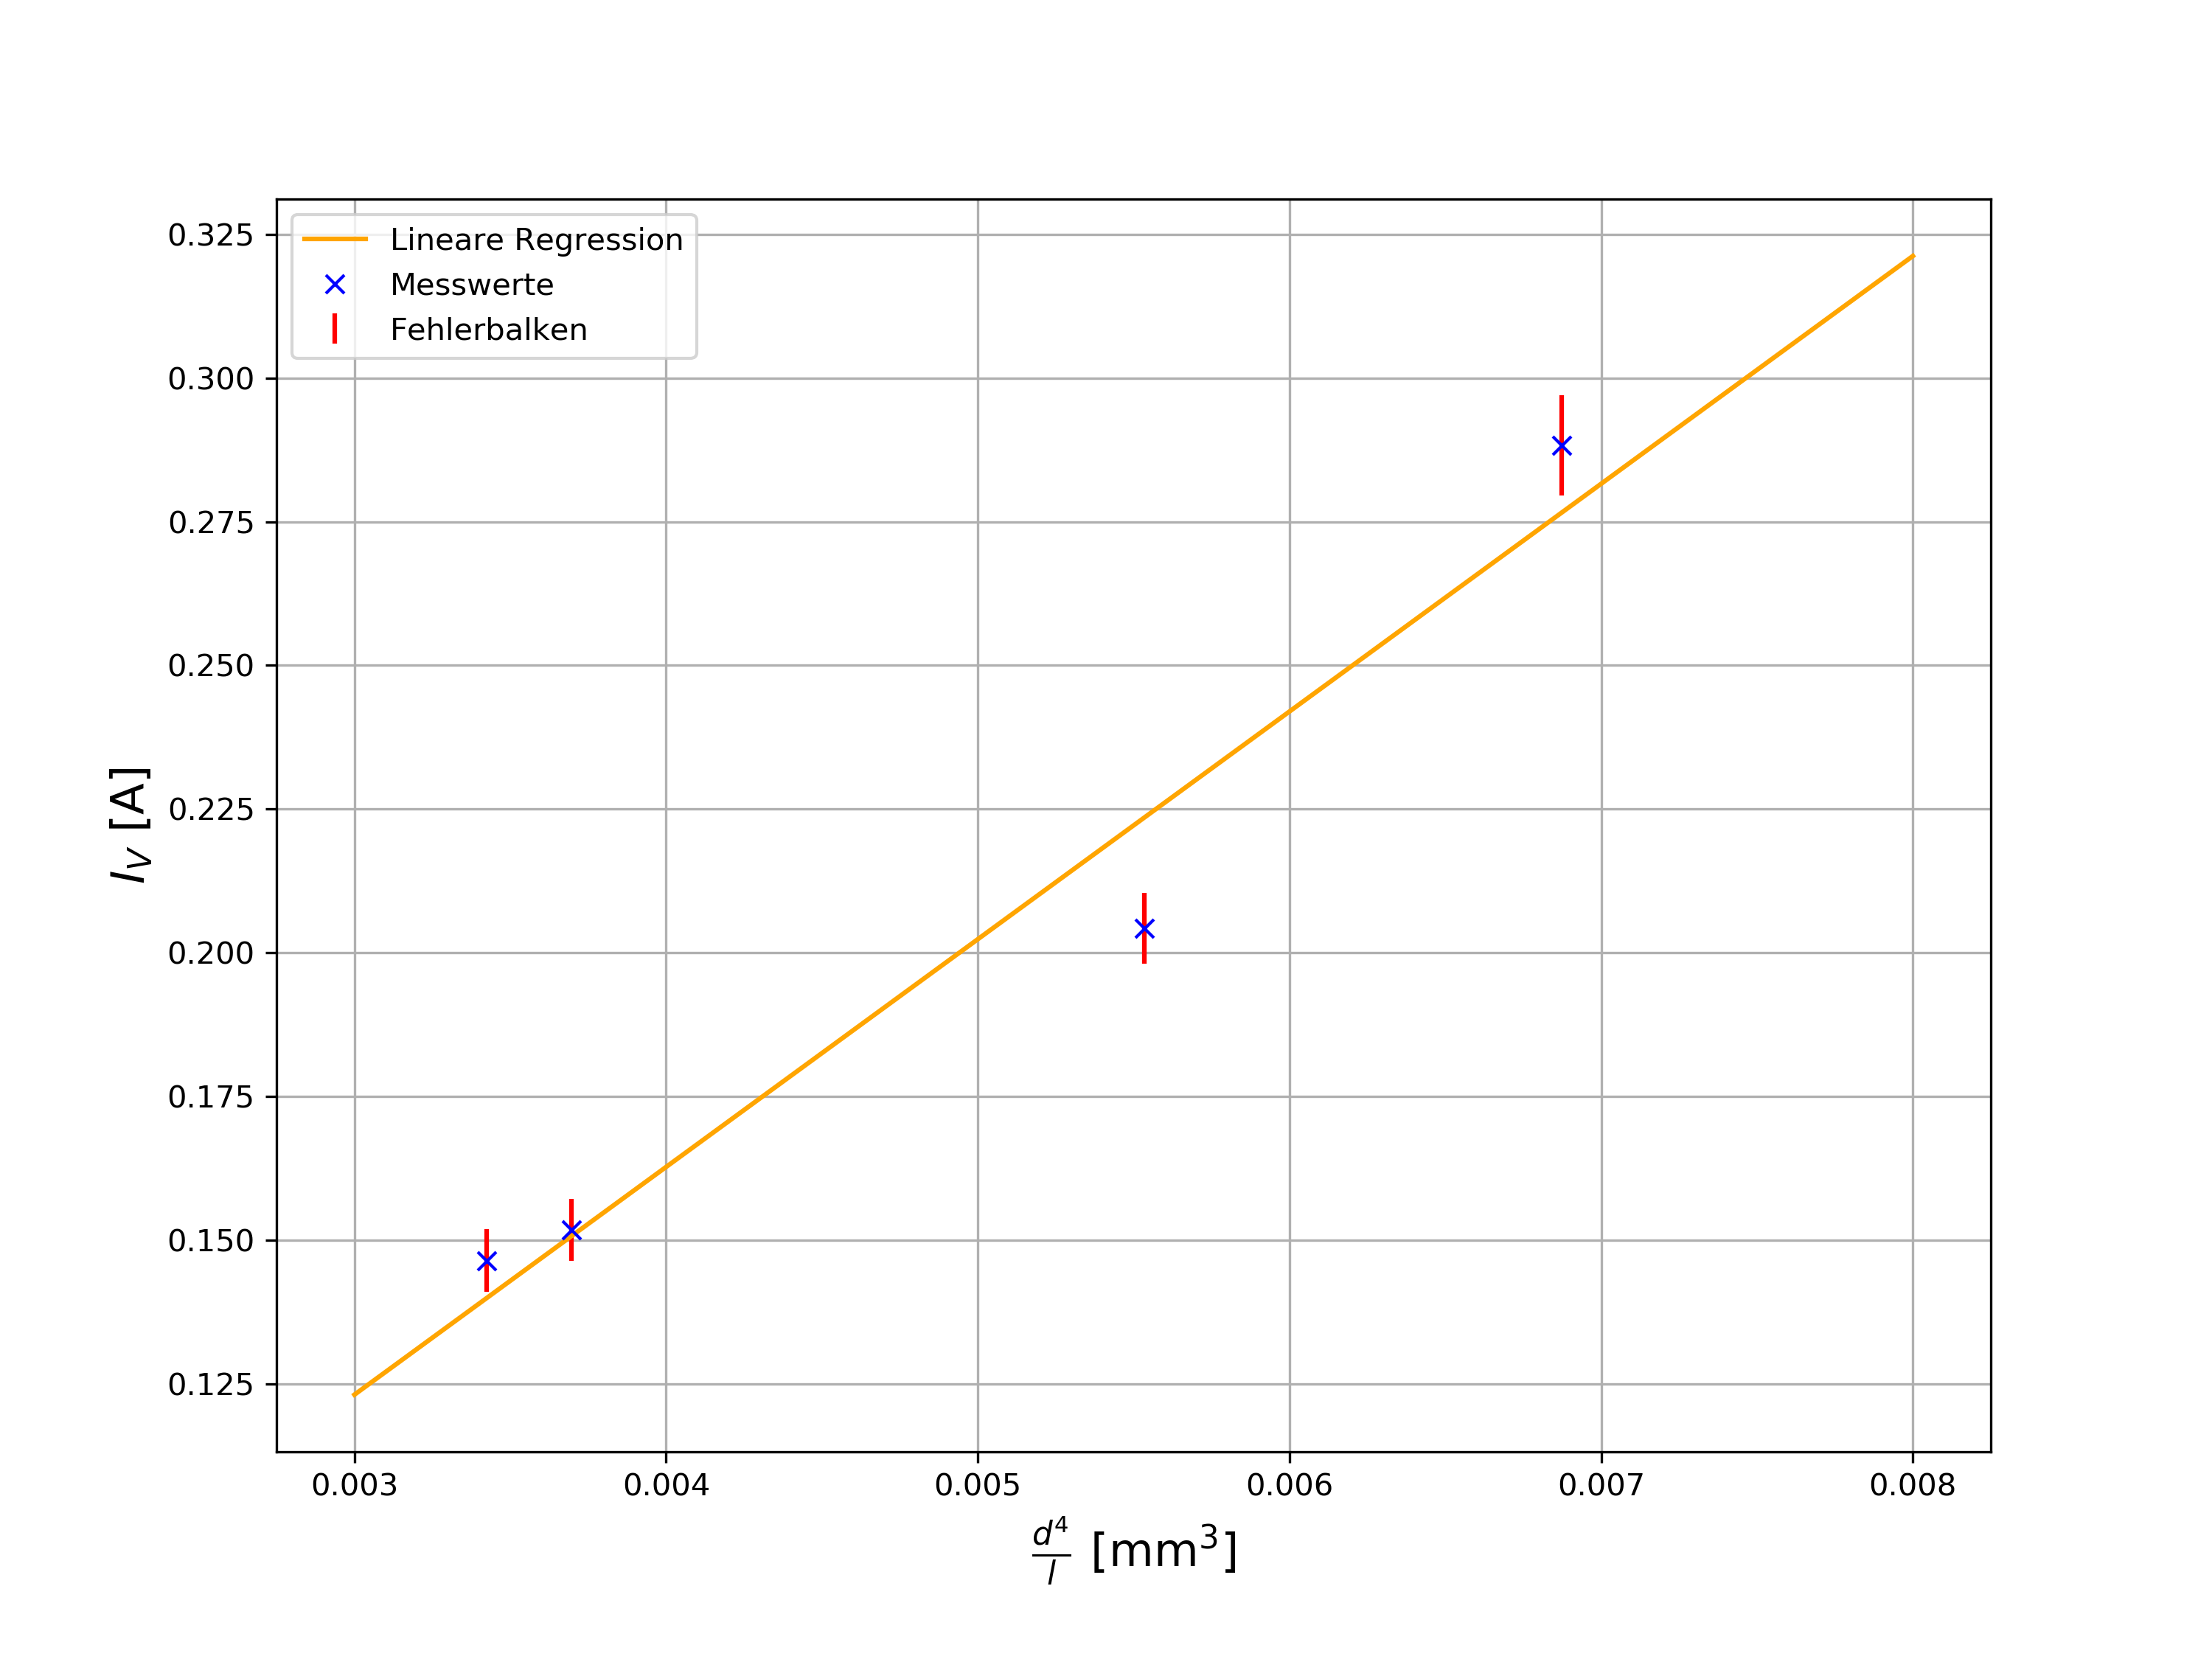 Lineare Regression
Messwerte
Fehlerbalken
0.325
0.300
0.275
0.250
0.225
0.200
0.175
0.150
0.125
I_V [A]
0.003 0.004 0.005 0.006 0.007 0.008
d⁴/l [mm³]